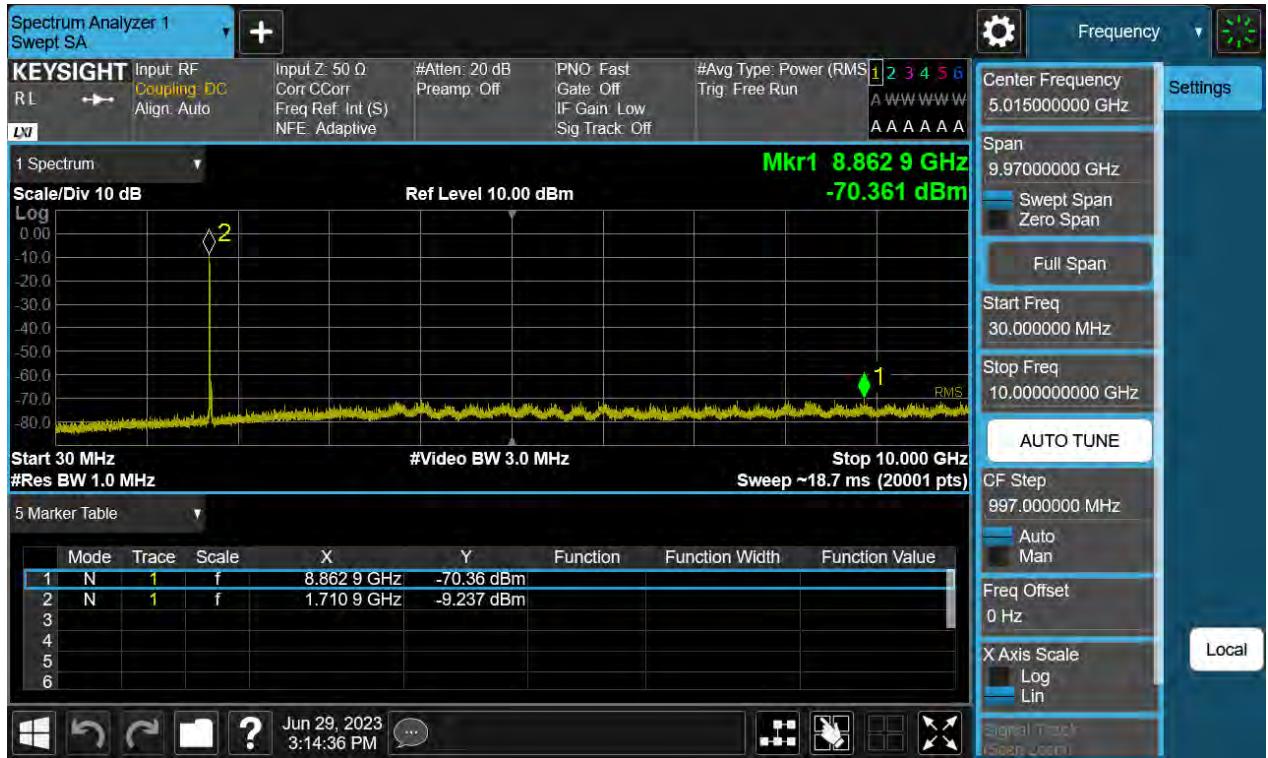 Spectrum Analyzer 1
Swept SA
+
Frequency
KEYSIGHT
RL
LXI
Input: RF
Coupling: DC
Align: Auto
Input Z: 50 Ω
Corr CCorr
Freq Ref: Int (S)
NFE: Adaptive
#Atten: 20 dB
Preamp: Off
PNO: Fast
Gate: Off
IF Gain: Low
Sig Track: Off
#Avg Type: Power (RMS
Trig: Free Run
1 2 3 4 5 6
A W W W W W
A A A A A A
1 Spectrum
Mkr1 8.862 9 GHz
Scale/Div 10 dB
Ref Level 10.00 dBm
-70.361 dBm
Log
0.00
-10.0
-20.0
-30.0
-40.0
-50.0
-60.0
-70.0
-80.0
2
1
RMS
Start 30 MHz
#Video BW 3.0 MHz
Stop 10.000 GHz
#Res BW 1.0 MHz
Sweep ~18.7 ms (20001 pts)
5 Marker Table
Mode Trace Scale X Y Function Function Width Function Value
1 N 1 f 8.862 9 GHz -70.36 dBm
2 N 1 f 1.710 9 GHz -9.237 dBm
3
4
5
6
Jun 29, 2023
3:14:36 PM
Center Frequency
5.015000000 GHz
Span
9.97000000 GHz
Swept Span
Zero Span
Full Span
Start Freq
30.000000 MHz
Stop Freq
10.000000000 GHz
AUTO TUNE
CF Step
997.000000 MHz
Auto
Man
Freq Offset
0 Hz
X Axis Scale
Log
Lin
Signal Track
(Span Zoom)
Settings
Local